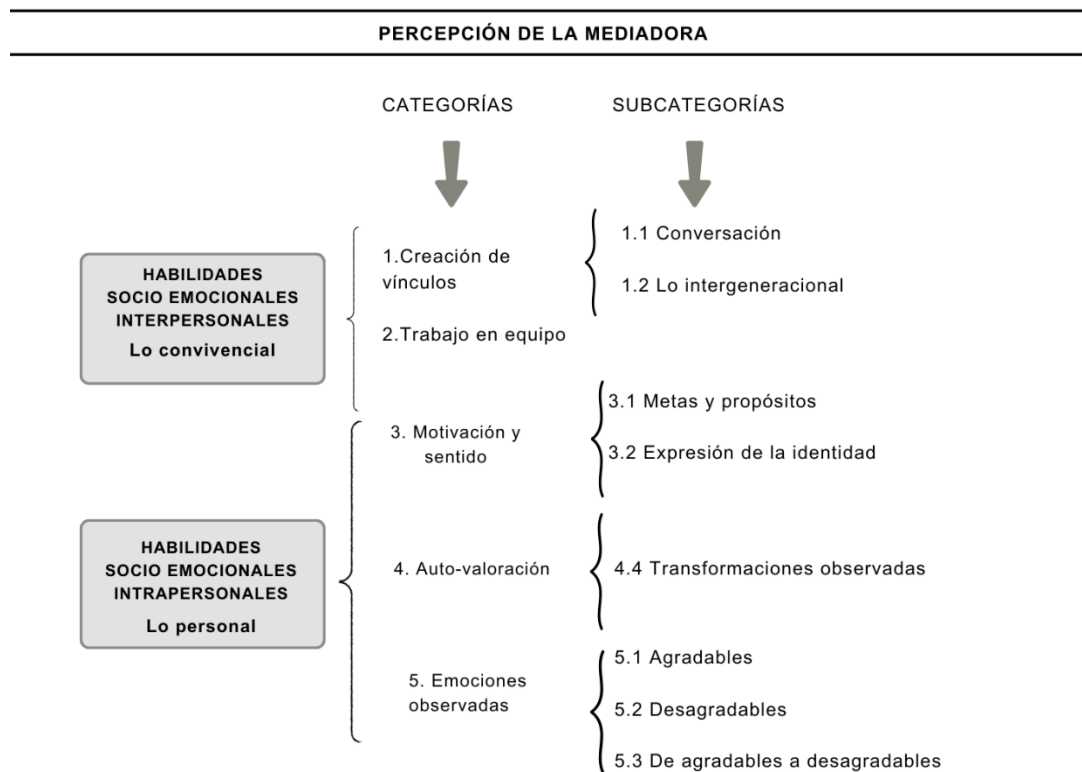 PERCEPCIÓN DE LA MEDIADORA
CATEGORÍAS
SUBCATEGORÍAS
HABILIDADES
SOCIO EMOCIONALES
INTERPERSONALES
Lo convivencial
1.Creación de
vínculos
1.1 Conversación
1.2 Lo intergeneracional
2.Trabajo en equipo
HABILIDADES
SOCIO EMOCIONALES
INTRAPERSONALES
Lo personal
3. Motivación y
sentido
3.1 Metas y propósitos
3.2 Expresión de la identidad
4. Auto-valoración
4.4 Transformaciones observadas
5. Emociones
observadas
5.1 Agradables
5.2 Desagradables
5.3 De agradables a desagradables